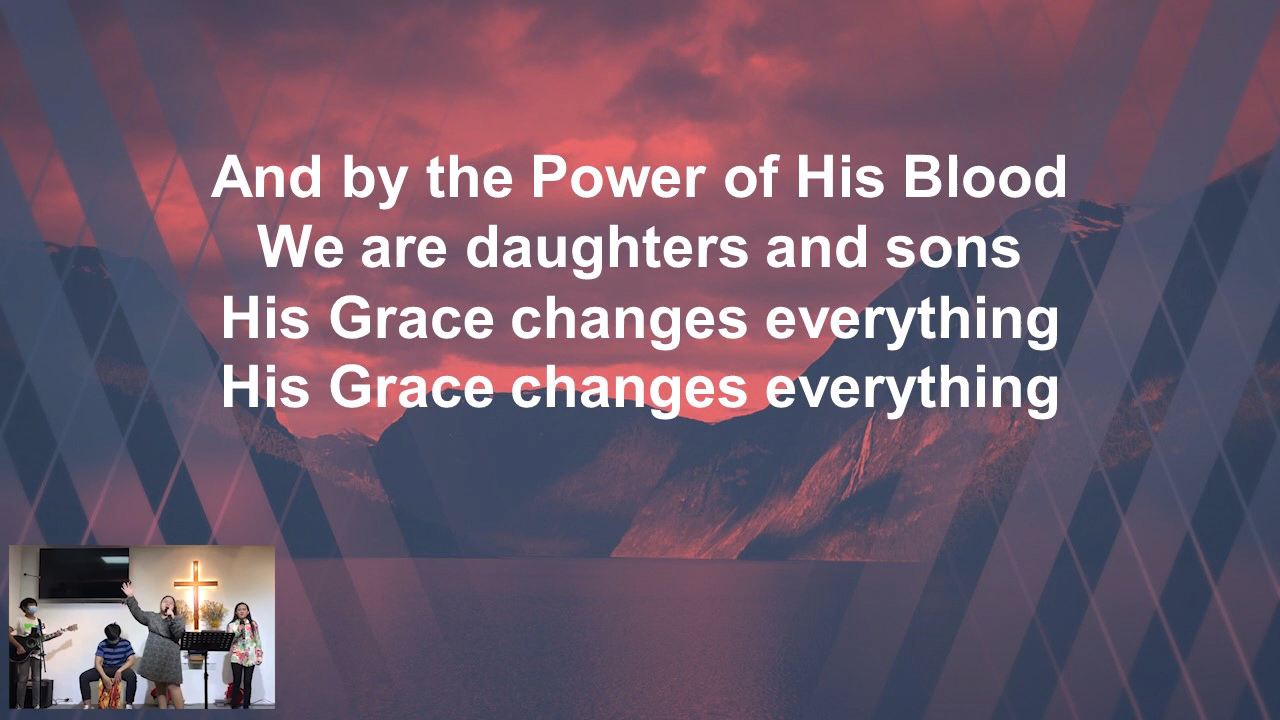 And by the Power of His Blood
We are daughters and sons
His Grace changes everything
His Grace changes everything